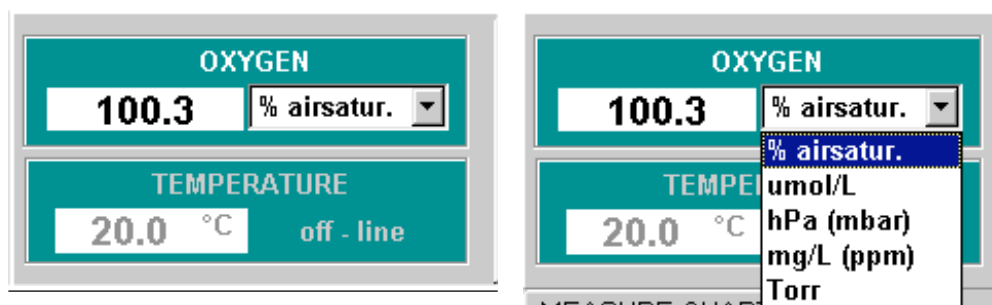 OXYGEN
100.3 % airsatur.
TEMPERATURE
20.0 °C off - line
OXYGEN
100.3 % airsatur.
% airsatur.
umol/L
hPa (mbar)
mg/L (ppm)
Torr
TEMPE
20.0 °C